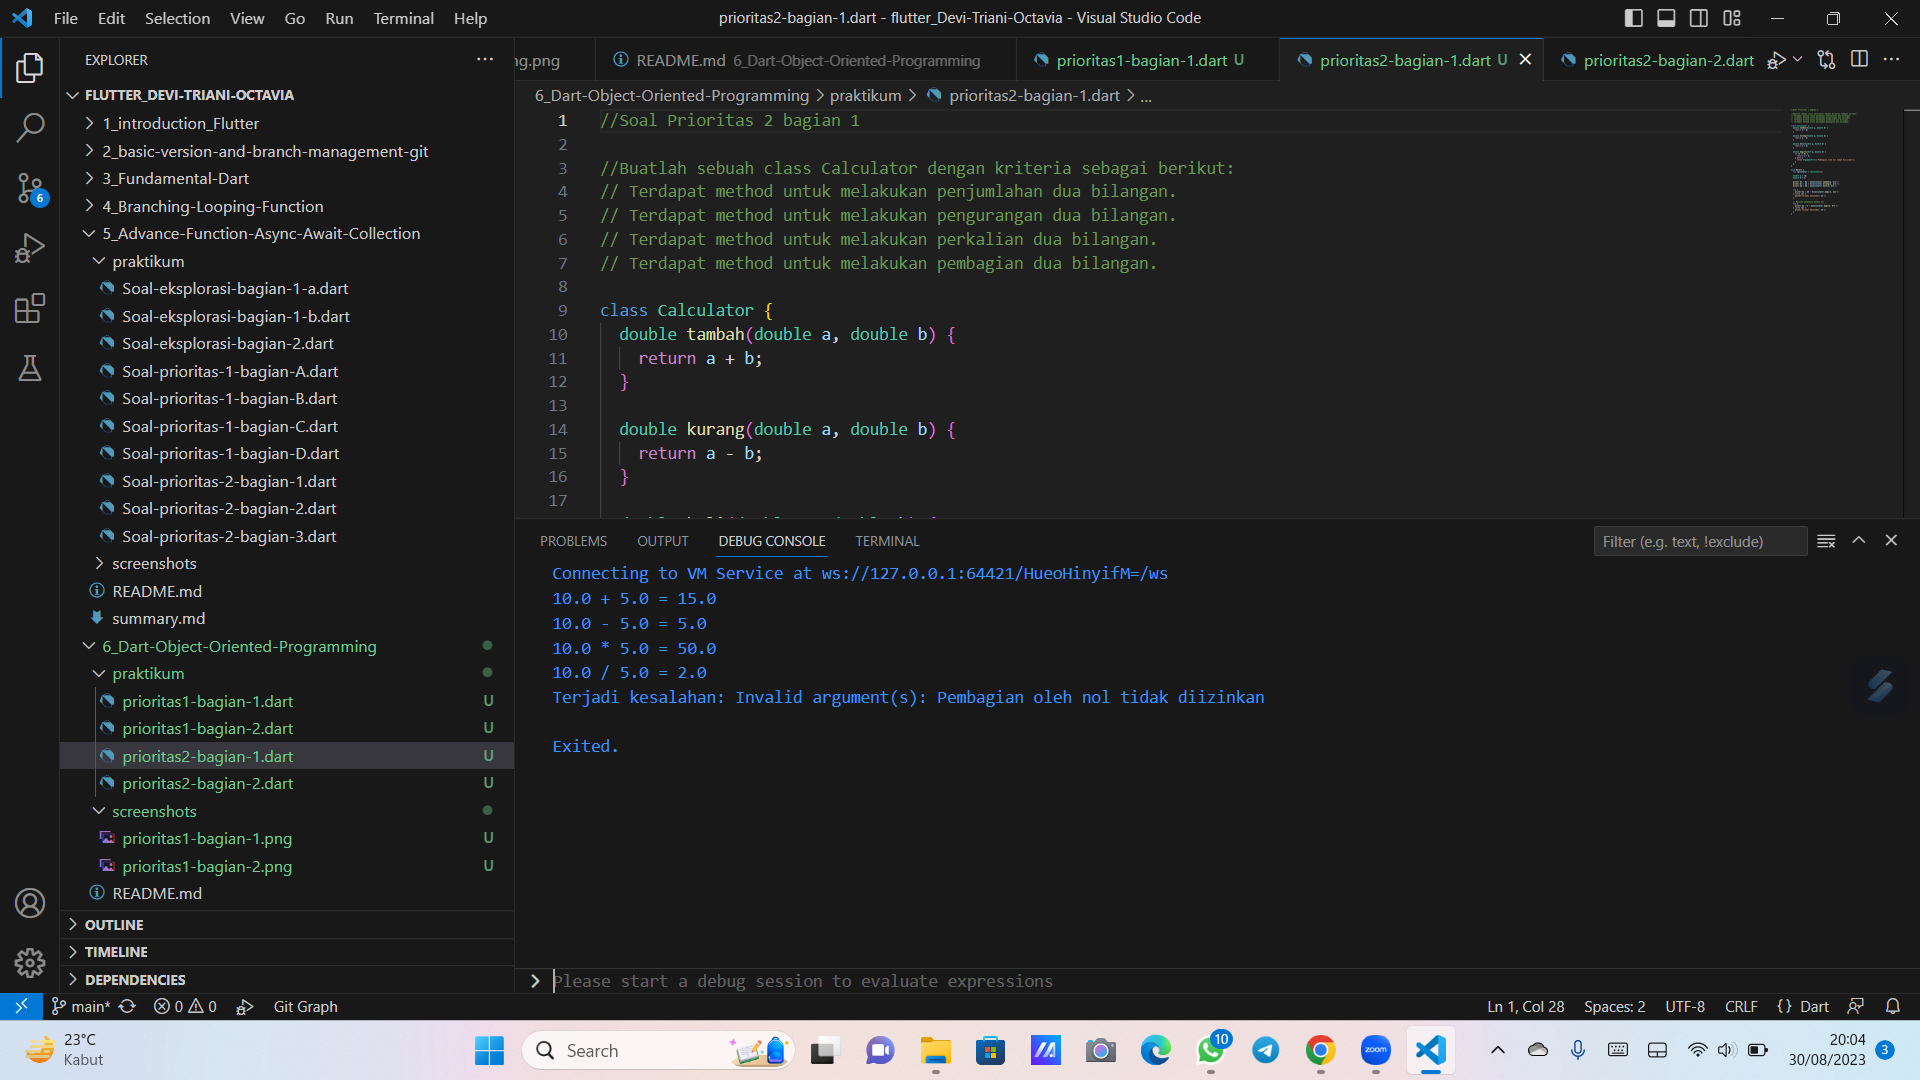 File Edit Selection View Go Run Terminal Help
prioritas2-bagian-1.dart - flutter_Devi-Triani-Octavia - Visual Studio Code
EXPLORER
FLUTTER_DEVI-TRIANI-OCTAVIA
1_introduction_Flutter
2_basic-version-and-branch-management-git
3_Fundamental-Dart
4_Branching-Looping-Function
5_Advance-Function-Async-Await-Collection
praktikum
Soal-eksplorasi-bagian-1-a.dart
Soal-eksplorasi-bagian-1-b.dart
Soal-eksplorasi-bagian-2.dart
Soal-prioritas-1-bagian-A.dart
Soal-prioritas-1-bagian-B.dart
Soal-prioritas-1-bagian-C.dart
Soal-prioritas-1-bagian-D.dart
Soal-prioritas-2-bagian-1.dart
Soal-prioritas-2-bagian-2.dart
Soal-prioritas-2-bagian-3.dart
screenshots
README.md
summary.md
6_Dart-Object-Oriented-Programming
praktikum
prioritas1-bagian-1.dart U
prioritas1-bagian-2.dart U
prioritas2-bagian-1.dart U
prioritas2-bagian-2.dart U
screenshots
prioritas1-bagian-1.png U
prioritas1-bagian-2.png U
README.md
OUTLINE
TIMELINE
DEPENDENCIES
6
ng.png README.md 6_Dart-Object-Oriented-Programming prioritas1-bagian-1.dart U prioritas2-bagian-1.dart U prioritas2-bagian-2.dart
6_Dart-Object-Oriented-Programming > praktikum > prioritas2-bagian-1.dart > ...
1 //Soal Prioritas 2 bagian 1
2
3 //Buatlah sebuah class Calculator dengan kriteria sebagai berikut:
4 // Terdapat method untuk melakukan penjumlahan dua bilangan.
5 // Terdapat method untuk melakukan pengurangan dua bilangan.
6 // Terdapat method untuk melakukan perkalian dua bilangan.
7 // Terdapat method untuk melakukan pembagian dua bilangan.
8
9 class Calculator {
10 double tambah(double a, double b) {
11 return a + b;
12 }
13
14 double kurang(double a, double b) {
15 return a - b;
16 }
17
PROBLEMS OUTPUT DEBUG CONSOLE TERMINAL
Filter (e.g. text, !exclude)
Connecting to VM Service at ws://127.0.0.1:64421/HueoHinyifM=/ws
10.0 + 5.0 = 15.0
10.0 - 5.0 = 5.0
10.0 * 5.0 = 50.0
10.0 / 5.0 = 2.0
Terjadi kesalahan: Invalid argument(s): Pembagian oleh nol tidak diizinkan
Exited.
Please start a debug session to evaluate expressions
main* 0 0 Git Graph
Ln 1, Col 28 Spaces: 2 UTF-8 CRLF {} Dart
23°C
Kabut
Search
10
zoom
20:04
30/08/2023
3